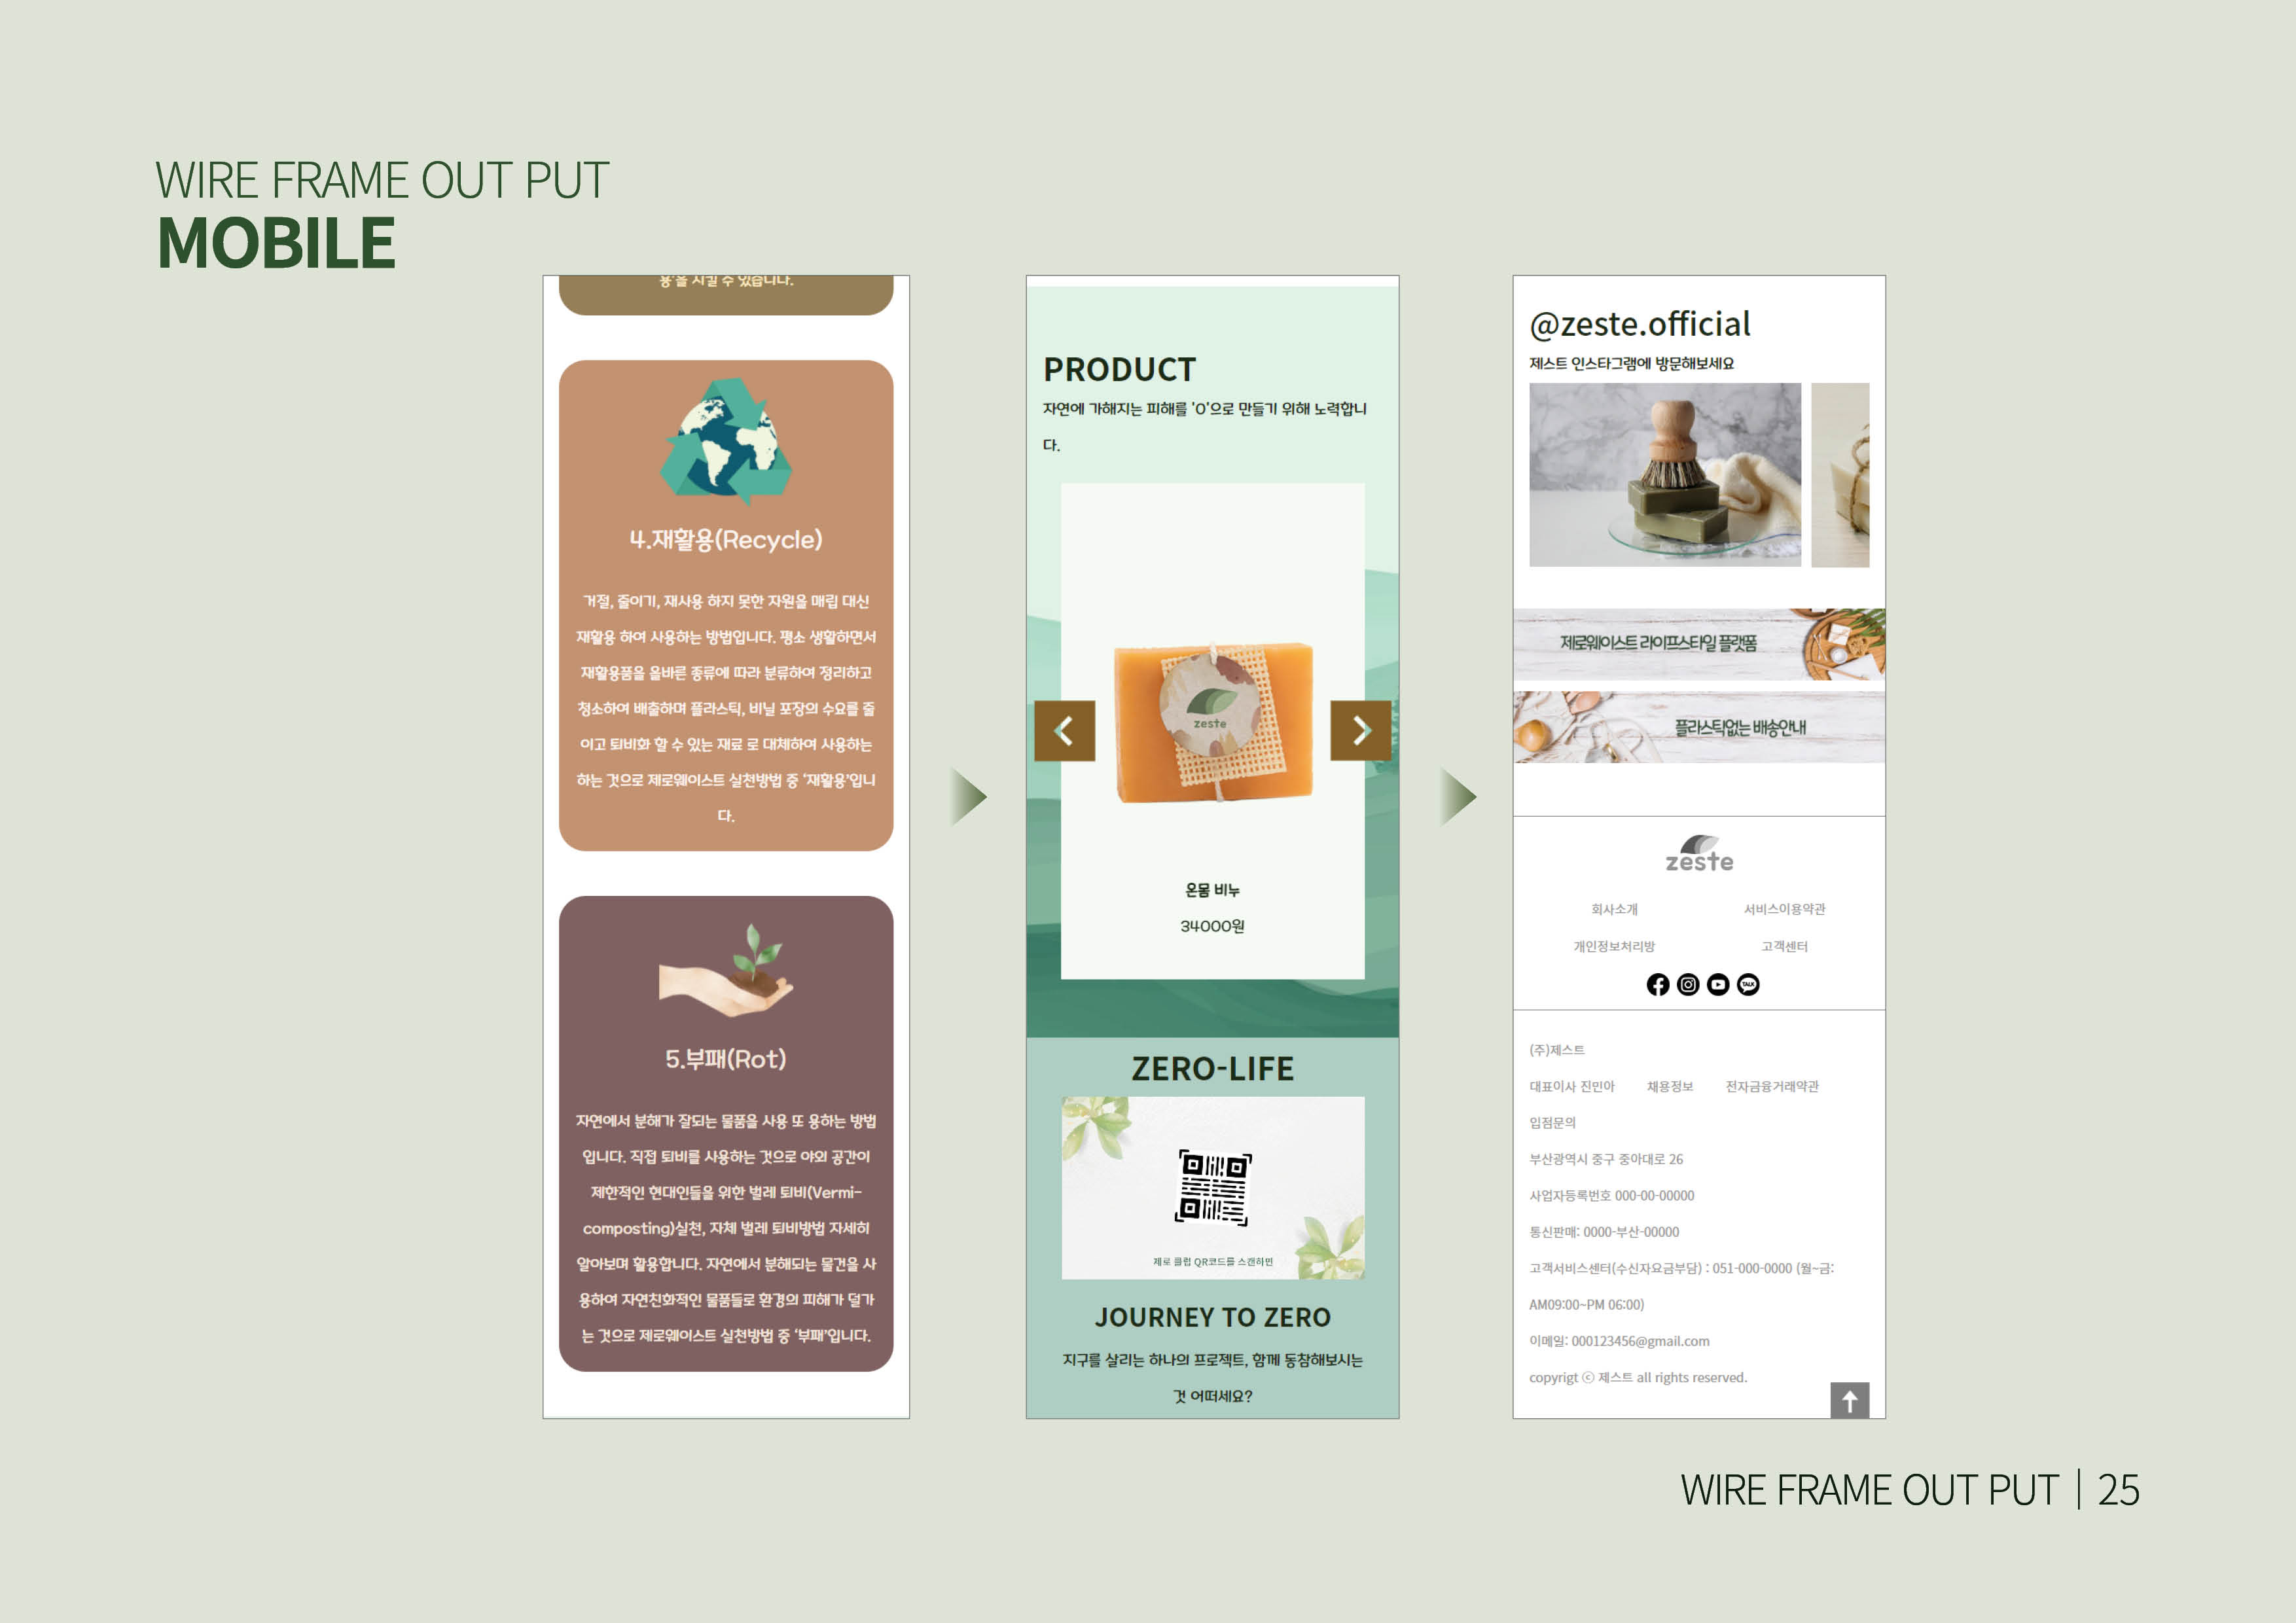 WIRE FRAME OUT PUT
MOBILE
용'을 지킬 수 있습니다.
4.재활용(Recycle)
거절, 줄이기, 재사용 하지 못한 자원을 매립 대신
재활용 하여 사용하는 방법입니다. 평소 생활하면서
재활용품을 올바른 종류에 따라 분류하여 정리하고
청소하여 배출하며 플라스틱, 비닐 포장의 수요를 줄
이고 퇴비화 할 수 있는 재료 로 대체하여 사용하는
하는 것으로 제로웨이스트 실천방법 중 ‘재활용’입니
다.
5.부패(Rot)
자연에서 분해가 잘되는 물품을 사용 또 용하는 방법
입니다. 직접 퇴비를 사용하는 것으로 야외 공간이
제한적인 현대인들을 위한 벌레 퇴비(Vermi-
composting)실천, 자체 벌레 퇴비방법 자세히
알아보며 활용합니다. 자연에서 분해되는 물건을 사
용하여 자연친화적인 물품들로 환경의 피해가 덜가
는 것으로 제로웨이스트 실천방법 중 ‘부패’입니다.
PRODUCT
자연에 가해지는 피해를 '0'으로 만들기 위해 노력합니
다.
zeste
온몸 비누
34000원
ZERO-LIFE
제로 클럽 QR코드를 스캔하면
JOURNEY TO ZERO
지구를 살리는 하나의 프로젝트, 함께 동참해보시는
것 어떠세요?
@zeste.official
제스트 인스타그램에 방문해보세요
제로웨이스트 라이프스타일 플랫폼
플라스틱없는 배송안내
zeste
회사소개 서비스이용약관
개인정보처리방 고객센터
TALK
(주)제스트
대표이사 진민아 채용정보 전자금융거래약관
입점문의
부산광역시 중구 중아대로 26
사업자등록번호 000-00-00000
통신판매: 0000-부산-00000
고객서비스센터(수신자요금부담) : 051-000-0000 (월~금:
AM09:00~PM 06:00)
이메일: 000123456@gmail.com
copyrigt ⓒ 제스트 all rights reserved.
WIRE FRAME OUT PUT | 25